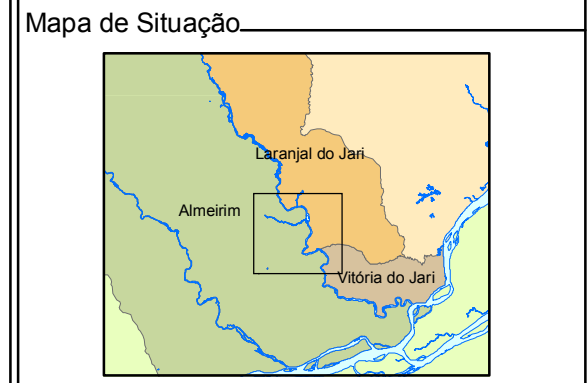 Mapa de Situação
Laranjal do Jari
Almeirim
Vitória do Jari